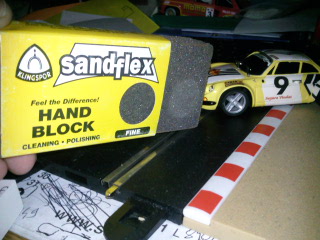 KLINGSPOR
sandflex
Feel the Difference!
HAND
BLOCK
CLEANING • POLISHING
...FINE...
9